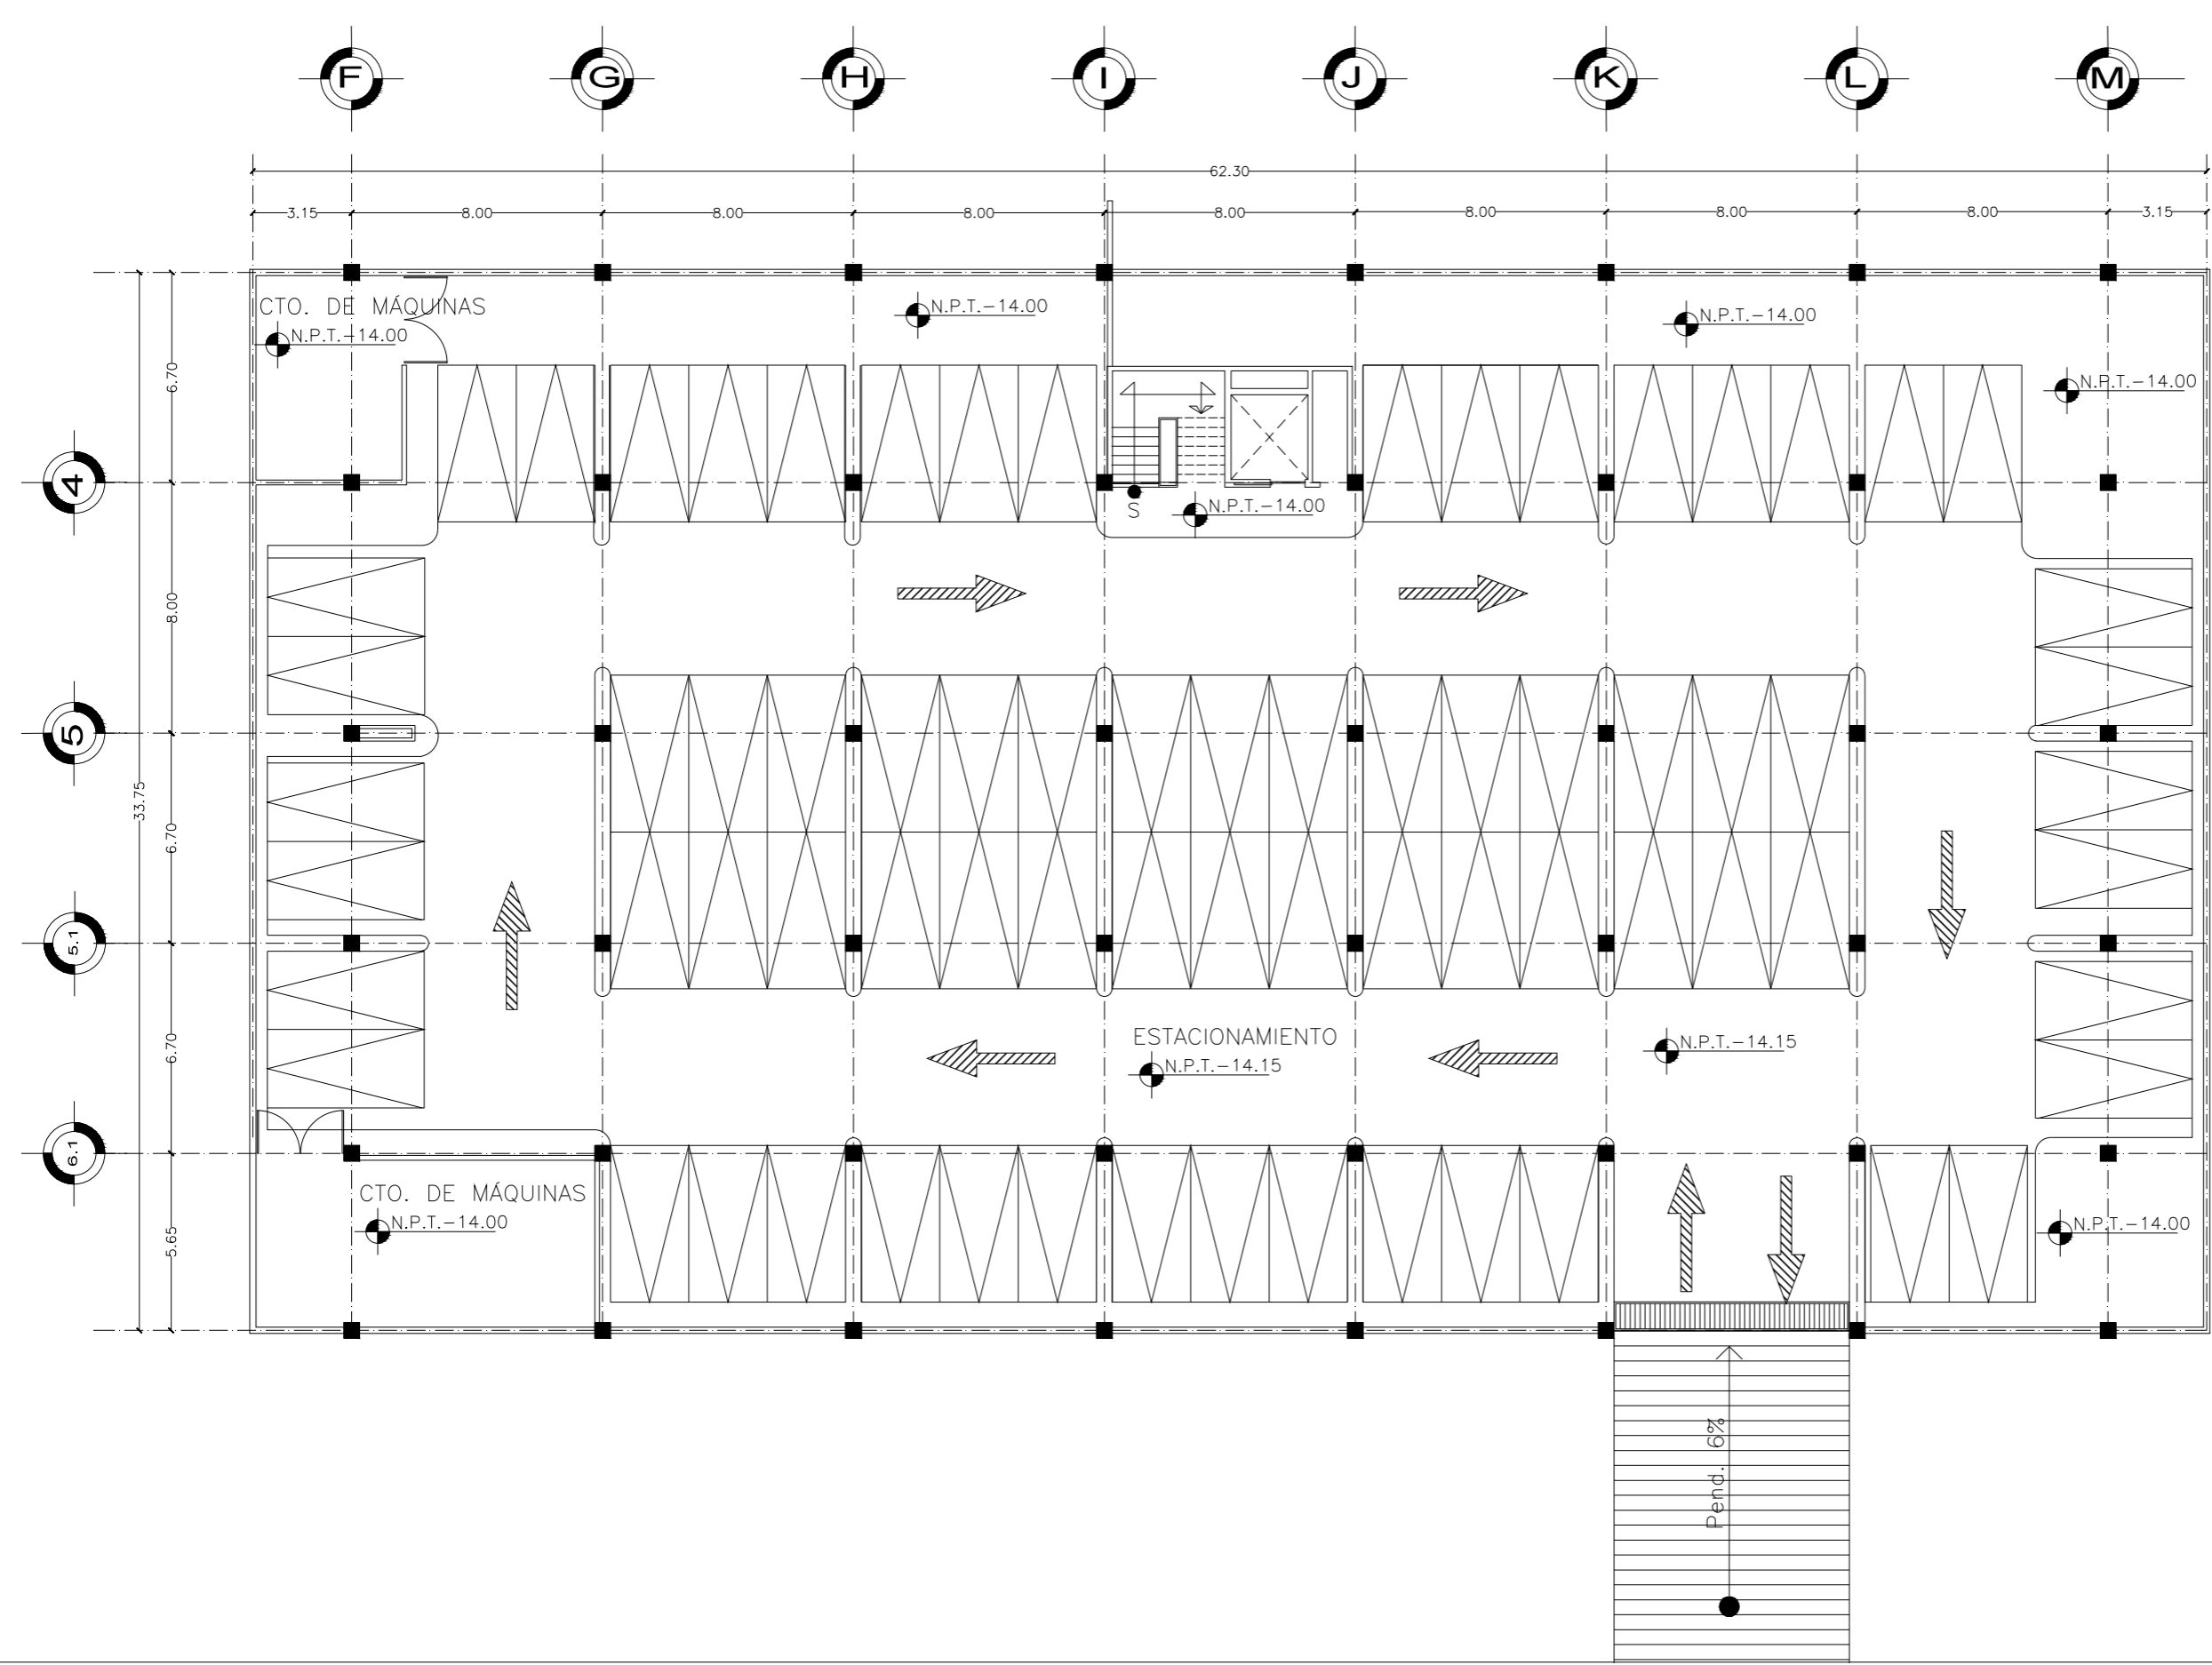 F G H I J K L M
62.30
3.15 8.00 8.00 8.00 8.00 8.00 8.00 8.00 3.15
CTO. DE MÁQUINAS
N.P.T.-14.00
N.P.T.-14.00
N.P.T.-14.00
N.P.T.-14.00
6.70
4
S
N.P.T.-14.00
8.00
5
33.75
6.70
5.1
6.70
ESTACIONAMIENTO
N.P.T.-14.15
N.P.T.-14.15
6.1
CTO. DE MÁQUINAS
N.P.T.-14.00
N.P.T.-14.00
5.65
Pend. 6%